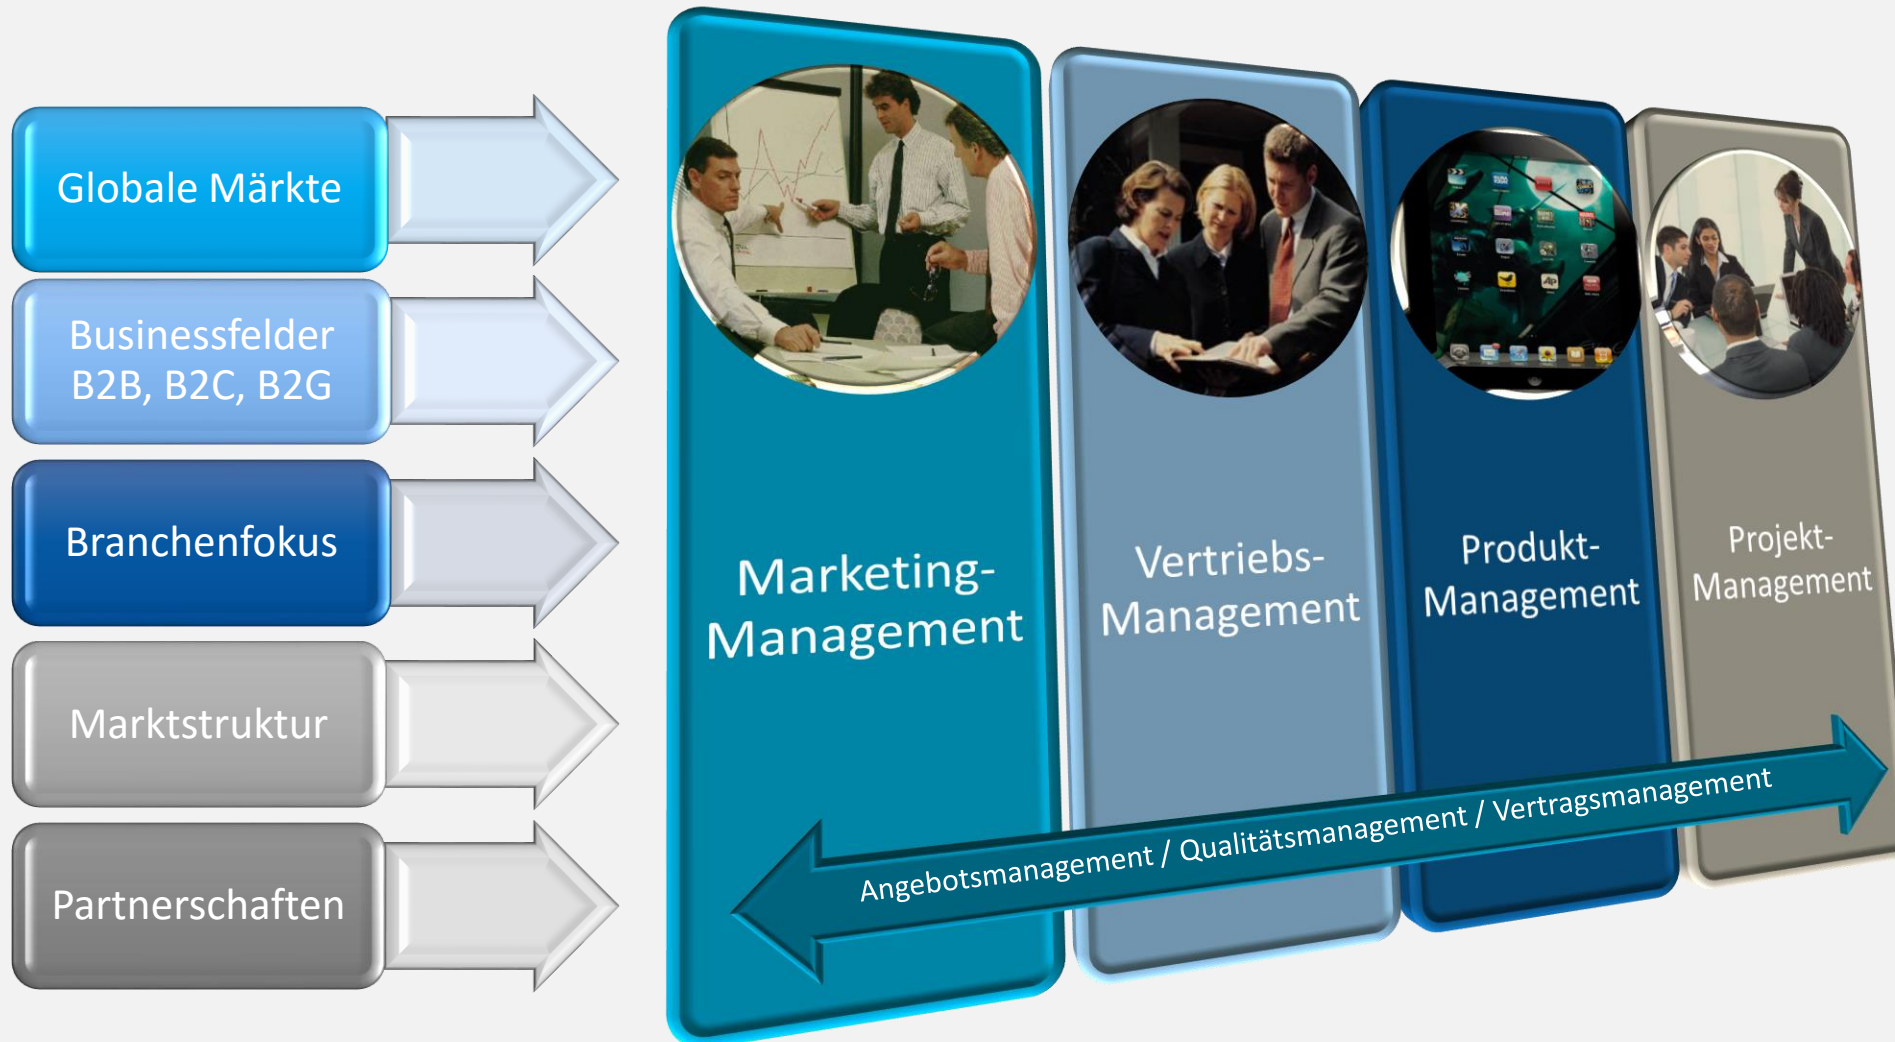 Globale Märkte
Businessfelder
B2B, B2C, B2G
Branchenfokus
Marktstruktur
Partnerschaften
Marketing-
Management
Vertriebs-
Management
Produkt-
Management
Projekt-
Management
Angebotsmanagement / Qualitätsmanagement / Vertragsmanagement